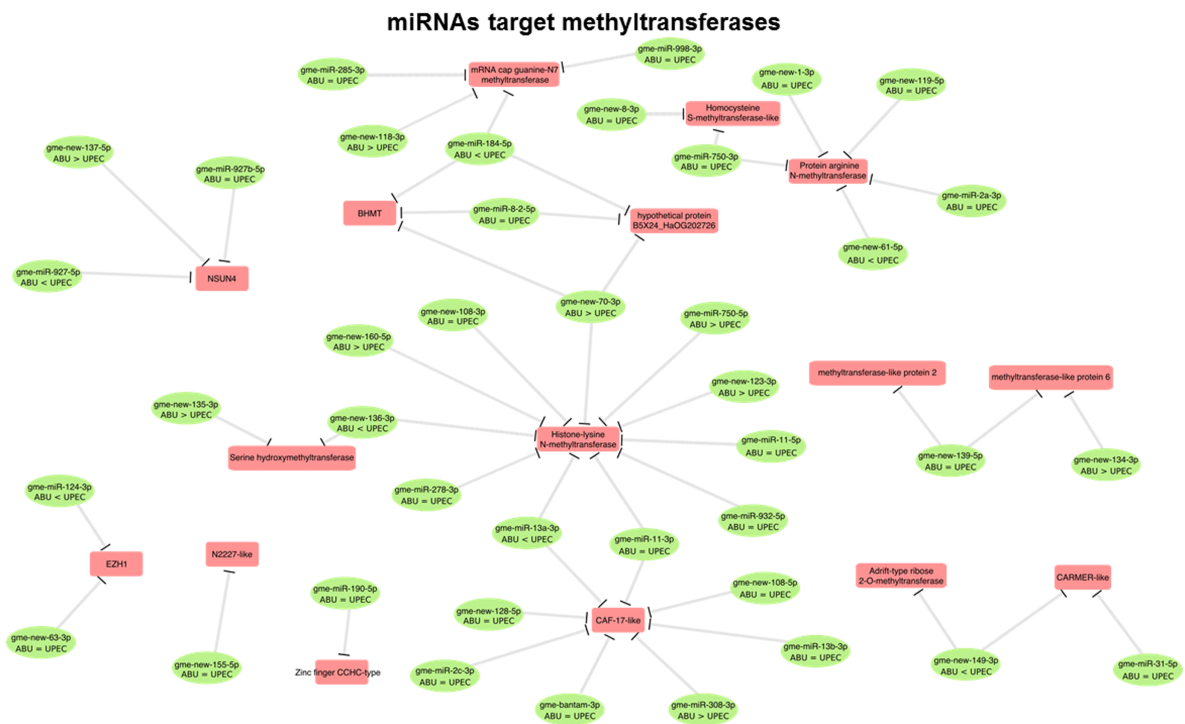 miRNAs target methyltransferases
gme-miR-998-3p
ABU = UPEC
gme-miR-285-3p
ABU = UPEC
mRNA cap guanine-N7
methyltransferase
gme-new-1-3p
ABU = UPEC
gme-new-119-5p
ABU = UPEC
gme-new-8-3p
ABU = UPEC
Homocysteine
S-methyltransferase-like
gme-new-118-3p
ABU > UPEC
gme-miR-184-5p
ABU < UPEC
gme-new-137-5p
ABU > UPEC
gme-miR-927b-5p
ABU = UPEC
gme-miR-750-3p
ABU = UPEC
Protein arginine
N-methyltransferase
gme-miR-2a-3p
ABU = UPEC
BHMT
gme-miR-8-2-5p
ABU = UPEC
hypothetical protein
B5X24_HaOG202726
gme-new-61-5p
ABU < UPEC
gme-miR-927-5p
ABU < UPEC
NSUN4
gme-new-70-3p
ABU > UPEC
gme-new-108-3p
ABU = UPEC
gme-miR-750-5p
ABU > UPEC
gme-new-160-5p
ABU > UPEC
methyltransferase-like protein 2
methyltransferase-like protein 6
gme-new-123-3p
ABU > UPEC
gme-new-135-3p
ABU > UPEC
gme-new-136-3p
ABU < UPEC
Histone-lysine
N-methyltransferase
gme-miR-11-5p
ABU = UPEC
Serine hydroxymethyltransferase
gme-new-139-5p
ABU = UPEC
gme-new-134-3p
ABU > UPEC
gme-miR-124-3p
ABU < UPEC
gme-miR-278-3p
ABU = UPEC
gme-miR-932-5p
ABU = UPEC
gme-miR-13a-3p
ABU < UPEC
gme-miR-11-3p
ABU = UPEC
N2227-like
EZH1
Adrift-type ribose
2-O-methyltransferase
CARMER-like
gme-miR-190-5p
ABU = UPEC
gme-new-108-5p
ABU = UPEC
gme-new-128-5p
ABU = UPEC
CAF-17-like
gme-new-63-3p
ABU = UPEC
gme-miR-13b-3p
ABU = UPEC
gme-new-155-5p
ABU = UPEC
Zinc finger CCHC-type
gme-miR-2c-3p
ABU = UPEC
gme-new-149-3p
ABU < UPEC
gme-miR-31-5p
ABU = UPEC
gme-bantam-3p
ABU = UPEC
gme-miR-308-3p
ABU > UPEC